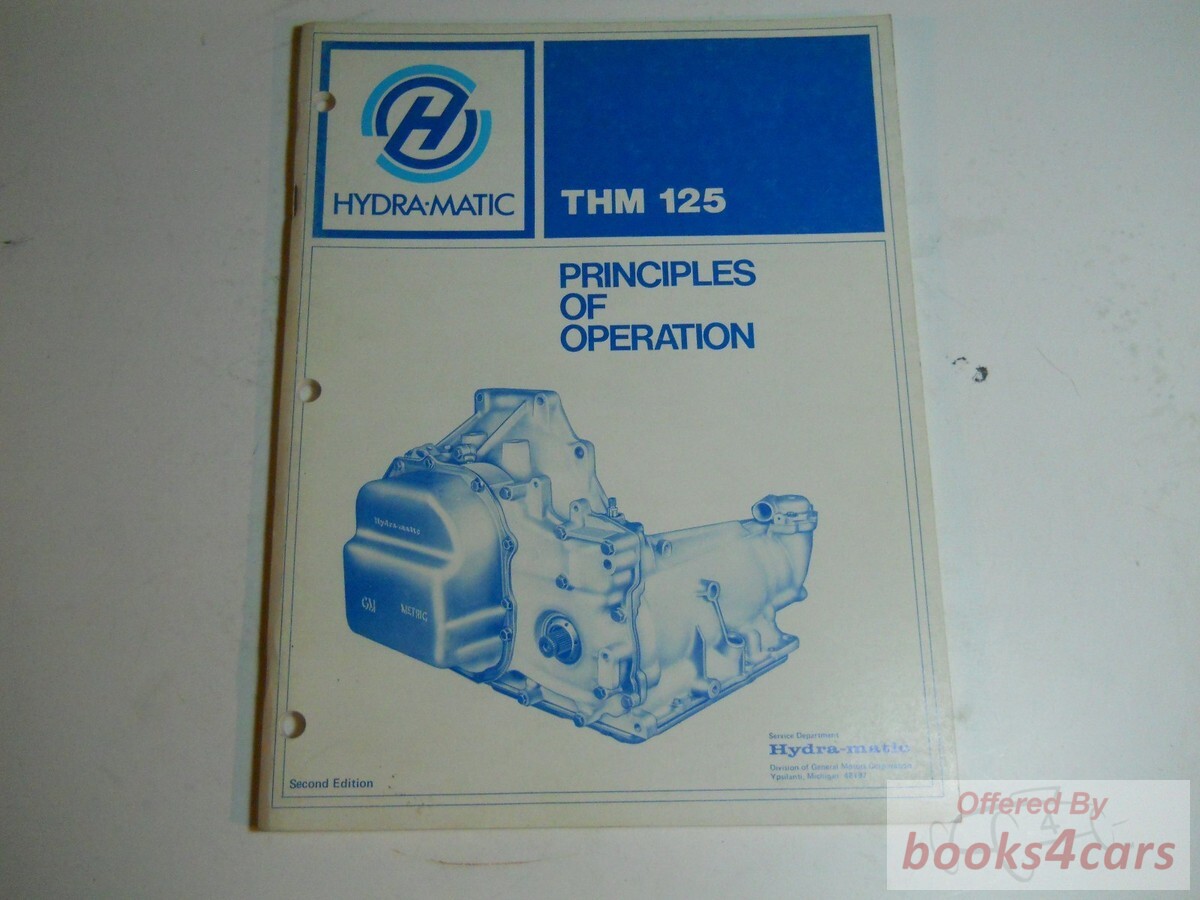 H
HYDRA·MATIC
THM 125
PRINCIPLES
OF
OPERATION
Hydra-matic
GM METRIC
Service Department
Hydra-matic
Division of General Motors Corporation
Ypsilanti, Michigan 48197
Second Edition
Offered By
books4cars